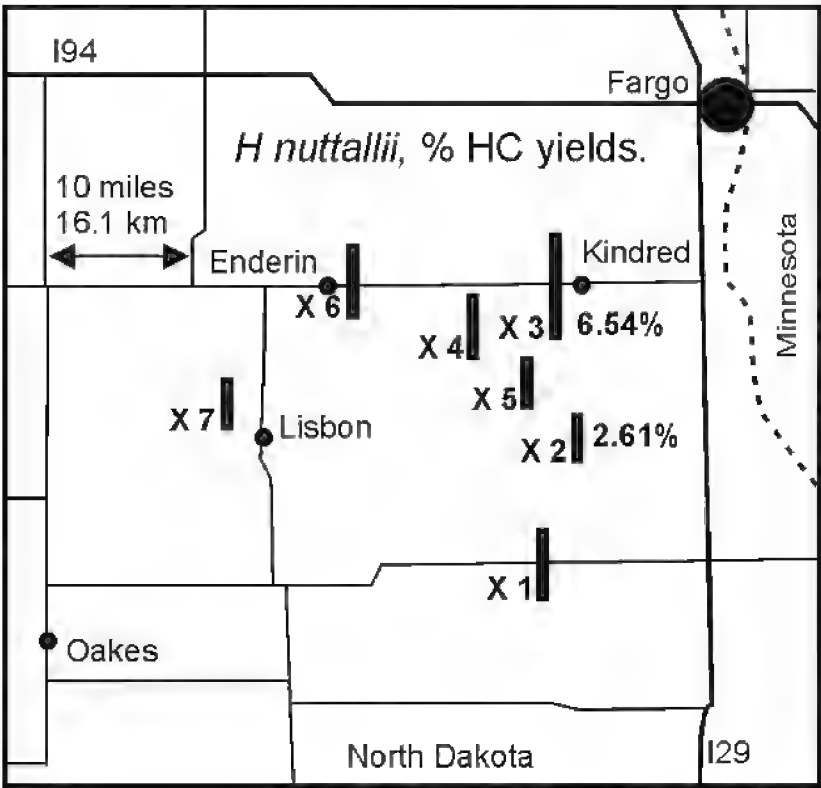 I94
Fargo
H nuttallii, % HC yields.
10 miles
16.1 km
Enderin
Kindred
X 6
X 3
6.54%
X 4
Minnesota
X 5
X 7
Lisbon
X 2
2.61%
X 1
Oakes
North Dakota
I29